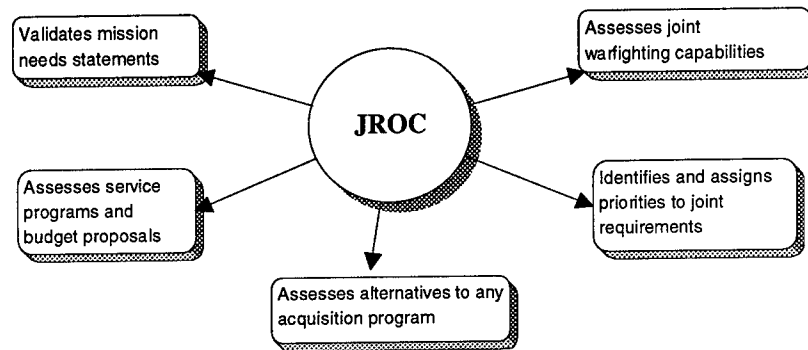 Validates mission
needs statements
Assesses joint
warfighting capabilities
JROC
Assesses service
programs and
budget proposals
Identifies and assigns
priorities to joint
requirements
Assesses alternatives to any
acquisition program